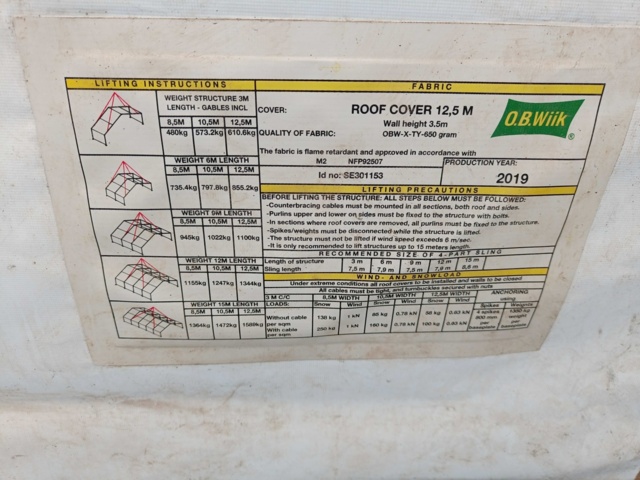 LIFTING INSTRUCTIONS
WEIGHT STRUCTURE 3M
LENGTH - GABLES INCL
8,5M 10,5M 12,5M
480kg 573.2kg 610.6kg
WEIGHT 6M LENGTH
8,5M 10,5M 12,5M
735.4kg 797.8kg 855.2kg
WEIGHT 9M LENGTH
8,5M 10,5M 12,5M
945kg 1022kg 1100kg
WEIGHT 12M LENGTH
8,5M 10,5M 12,5M
1155kg 1247kg 1344kg
WEIGHT 15M LENGTH
8,5M 10,5M 12,5M
1364kg 1472kg 1588kg
FABRIC
COVER: ROOF COVER 12,5 M
Wall height 3.5m
QUALITY OF FABRIC: OBW-X-TY-650 gram
The fabric is flame retardant and approved in accordance with
M2 NFP92507
Id no: SE301153
O.B.Wiik ®
PRODUCTION YEAR:
2019
LIFTING PRECAUTIONS
BEFORE LIFTING THE STRUCTURE: ALL STEPS BELOW MUST BE FOLLOWED:
-Counterbracing cables must be mounted in all sections, both roof and sides.
-Purlins upper and lower on sides must be fixed to the structure with bolts.
-In sections where roof covers are removed, all purlins must be fixed to the structure.
-Spikes/weights must be disconnected while the structure is lifted.
-The structure must not be lifted if wind speed exceeds 6 m/sec.
-It is only recommended to lift structures up to 15 meters length.
RECOMMENDED SIZE OF 4-PART SLING
Length of structure 3 m 6 m 9 m 12 m 15 m
Sling length 7,5 m 7,9 m 7,5 m 7,6 m 8,5 m
WIND- AND SNOWLOAD
Under extreme conditions all roof covers to be installed and walls to be closed
All cables must be tight, and turnbuckles secured with nuts
3 M C/C 8,5M WIDTH 10,5M WIDTH 12,5M WIDTH ANCHORING
LOADS: Snow Wind Snow Wind Snow Wind Spikes Weights
Without cable per sqm 138 kg 1 kN 98 kg 0.78 kN 98 kg 0.63 kN
With cable per sqm 250 kg 1 kN 160 kg 0.78 kN 100 kg 0.63 kN
4 spikes
weight
per